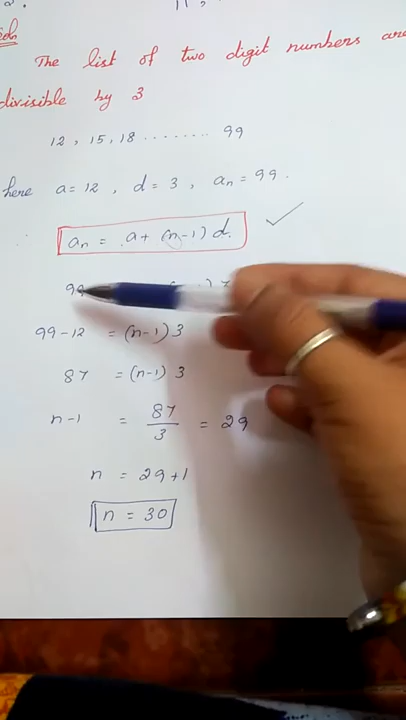 The list of two digit numbers are
divisible by 3
12 , 15 , 18 ........ 99
here a = 12 , d = 3 , an = 99 .
an = a + (n-1) d.
99
99-12 = (n-1) 3
87 = (n-1) 3
n-1 = 87/3 = 29
n = 29+1
n = 30